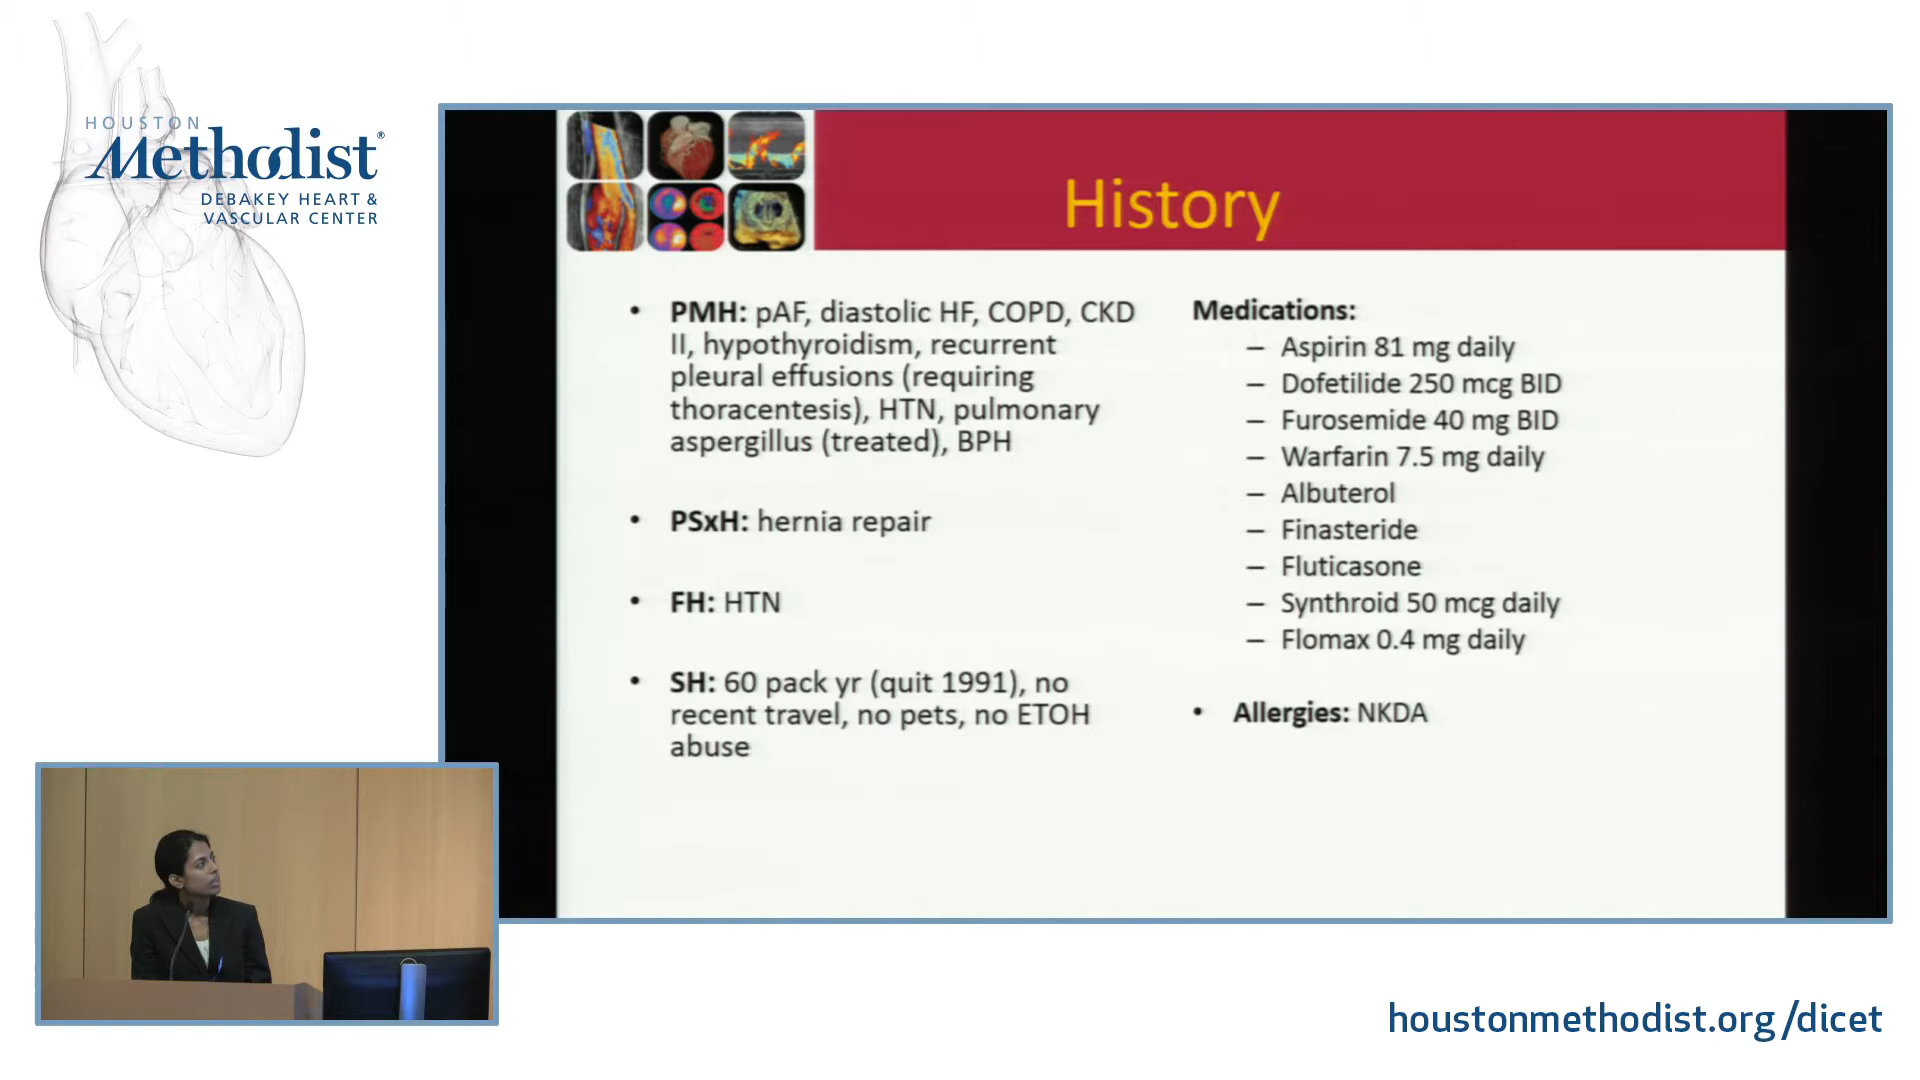 HOUSTON
Methodist®
DEBAKEY HEART &
VASCULAR CENTER
History
• PMH: pAF, diastolic HF, COPD, CKD
II, hypothyroidism, recurrent
pleural effusions (requiring
thoracentesis), HTN, pulmonary
aspergillus (treated), BPH
• PSxH: hernia repair
• FH: HTN
• SH: 60 pack yr (quit 1991), no
recent travel, no pets, no ETOH
abuse
Medications:
– Aspirin 81 mg daily
– Dofetilide 250 mcg BID
– Furosemide 40 mg BID
– Warfarin 7.5 mg daily
– Albuterol
– Finasteride
– Fluticasone
– Synthroid 50 mcg daily
– Flomax 0.4 mg daily
• Allergies: NKDA
houstonmethodist.org/dicet